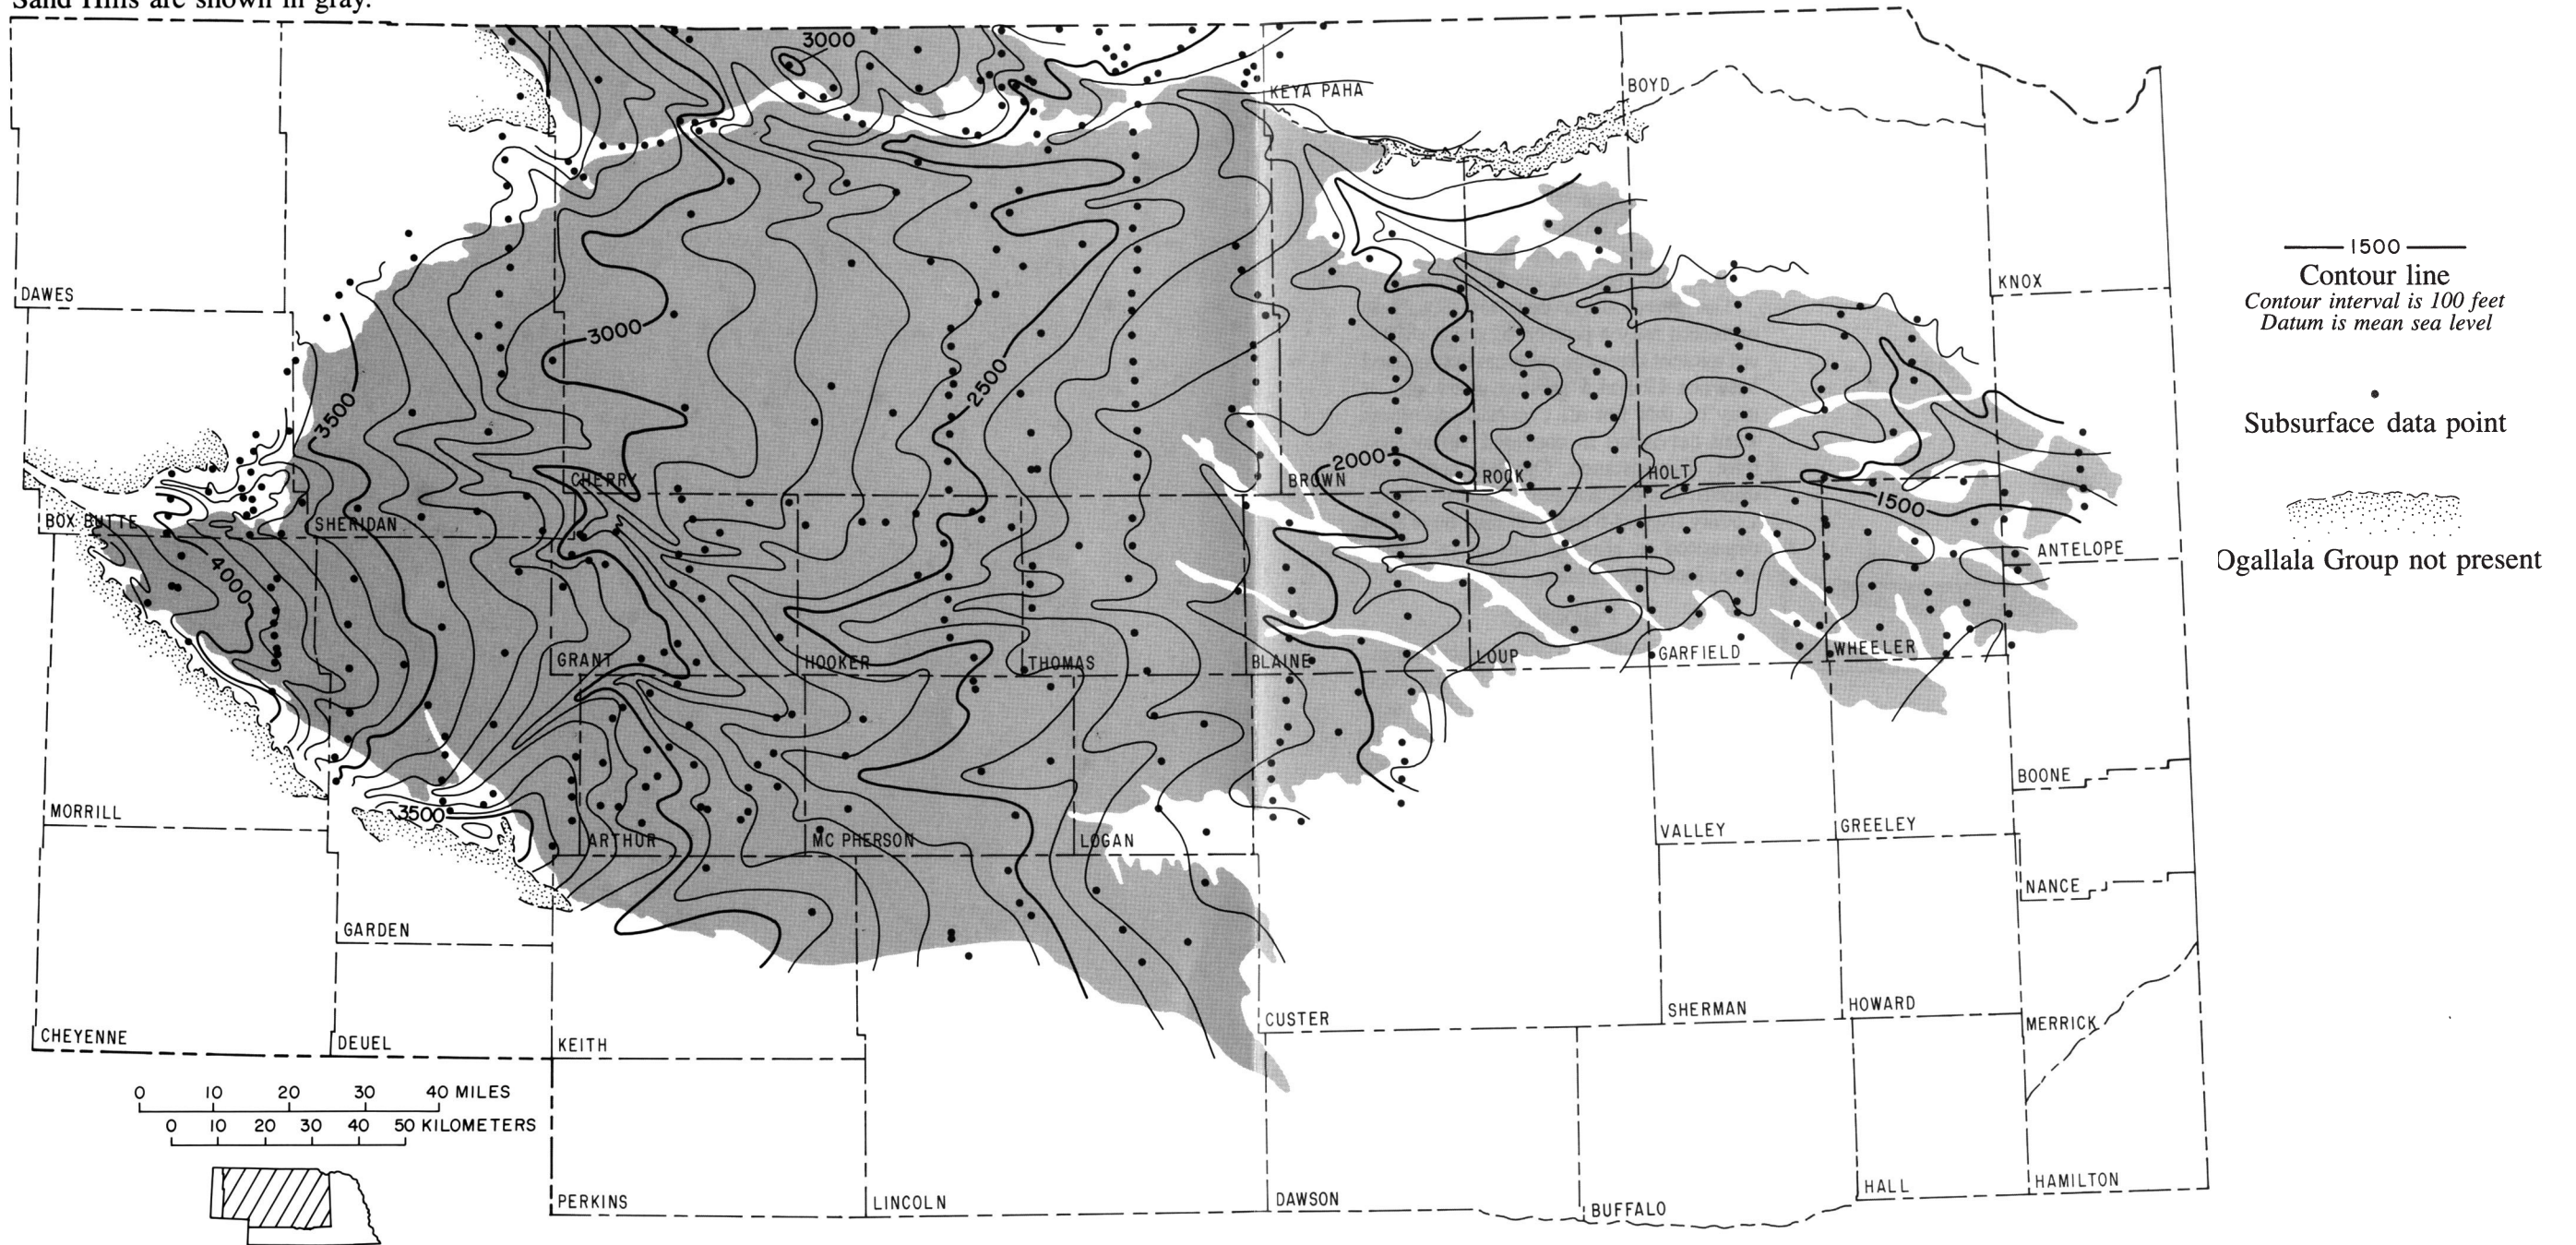 Sand Hills are shown in gray.
3000
KEYA PAHA
BOYD
1500
Contour line
Contour interval is 100 feet
Datum is mean sea level
KNOX
DAWES
3000
2500
3500
Subsurface data point
2000
CHERRY
BROWN
ROCK
HOLT
1500
BOX BUTTE
SHERIDAN
ANTELOPE
Ogallala Group not present
4000
GRANT
HOOKER
THOMAS
BLAINE
LOUP
GARFIELD
WHEELER
BOONE
MORRILL
3500
ARTHUR
MC PHERSON
LOGAN
VALLEY
GREELEY
NANCE
GARDEN
CHEYENNE
DEUEL
KEITH
CUSTER
SHERMAN
HOWARD
MERRICK
0 10 20 30 40 MILES
0 10 20 30 40 50 KILOMETERS
PERKINS
LINCOLN
DAWSON
BUFFALO
HALL
HAMILTON